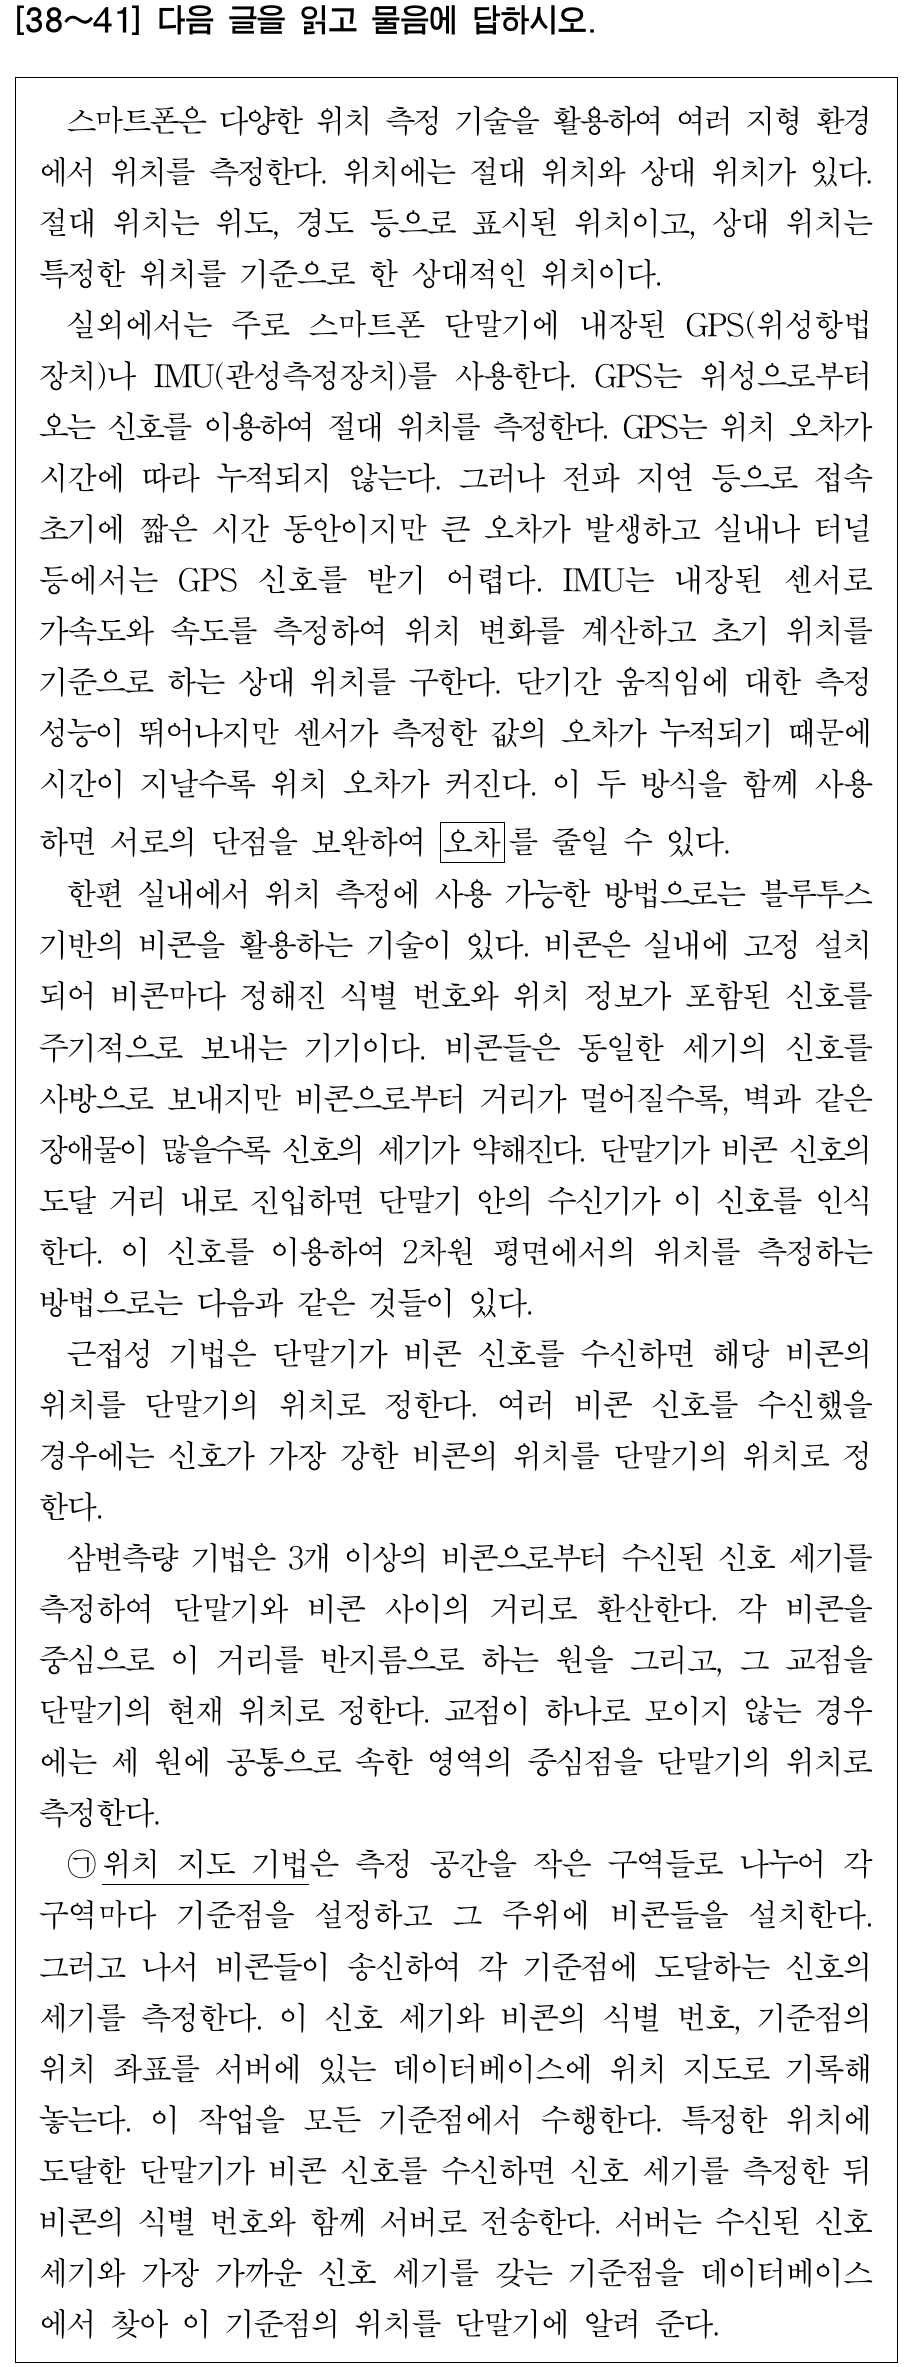 [38~41] 다음 글을 읽고 물음에 답하시오.
스마트폰은 다양한 위치 측정 기술을 활용하여 여러 지형 환경
에서 위치를 측정한다. 위치에는 절대 위치와 상대 위치가 있다.
절대 위치는 위도, 경도 등으로 표시된 위치이고, 상대 위치는
특정한 위치를 기준으로 한 상대적인 위치이다.
실외에서는 주로 스마트폰 단말기에 내장된 GPS(위성항법
장치)나 IMU(관성측정장치)를 사용한다. GPS는 위성으로부터
오는 신호를 이용하여 절대 위치를 측정한다. GPS는 위치 오차가
시간에 따라 누적되지 않는다. 그러나 전파 지연 등으로 접속
초기에 짧은 시간 동안이지만 큰 오차가 발생하고 실내나 터널
등에서는 GPS 신호를 받기 어렵다. IMU는 내장된 센서로
가속도와 속도를 측정하여 위치 변화를 계산하고 초기 위치를
기준으로 하는 상대 위치를 구한다. 단기간 움직임에 대한 측정
성능이 뛰어나지만 센서가 측정한 값의 오차가 누적되기 때문에
시간이 지날수록 위치 오차가 커진다. 이 두 방식을 함께 사용
하면 서로의 단점을 보완하여 오차를 줄일 수 있다.
한편 실내에서 위치 측정에 사용 가능한 방법으로는 블루투스
기반의 비콘을 활용하는 기술이 있다. 비콘은 실내에 고정 설치
되어 비콘마다 정해진 식별 번호와 위치 정보가 포함된 신호를
주기적으로 보내는 기기이다. 비콘들은 동일한 세기의 신호를
사방으로 보내지만 비콘으로부터 거리가 멀어질수록, 벽과 같은
장애물이 많을수록 신호의 세기가 약해진다. 단말기가 비콘 신호의
도달 거리 내로 진입하면 단말기 안의 수신기가 이 신호를 인식
한다. 이 신호를 이용하여 2차원 평면에서의 위치를 측정하는
방법으로는 다음과 같은 것들이 있다.
근접성 기법은 단말기가 비콘 신호를 수신하면 해당 비콘의
위치를 단말기의 위치로 정한다. 여러 비콘 신호를 수신했을
경우에는 신호가 가장 강한 비콘의 위치를 단말기의 위치로 정
한다.
삼변측량 기법은 3개 이상의 비콘으로부터 수신된 신호 세기를
측정하여 단말기와 비콘 사이의 거리로 환산한다. 각 비콘을
중심으로 이 거리를 반지름으로 하는 원을 그리고, 그 교점을
단말기의 현재 위치로 정한다. 교점이 하나로 모이지 않는 경우
에는 세 원에 공통으로 속한 영역의 중심점을 단말기의 위치로
측정한다.
㉠위치 지도 기법은 측정 공간을 작은 구역들로 나누어 각
구역마다 기준점을 설정하고 그 주위에 비콘들을 설치한다.
그러고 나서 비콘들이 송신하여 각 기준점에 도달하는 신호의
세기를 측정한다. 이 신호 세기와 비콘의 식별 번호, 기준점의
위치 좌표를 서버에 있는 데이터베이스에 위치 지도로 기록해
놓는다. 이 작업을 모든 기준점에서 수행한다. 특정한 위치에
도달한 단말기가 비콘 신호를 수신하면 신호 세기를 측정한 뒤
비콘의 식별 번호와 함께 서버로 전송한다. 서버는 수신된 신호
세기와 가장 가까운 신호 세기를 갖는 기준점을 데이터베이스
에서 찾아 이 기준점의 위치를 단말기에 알려 준다.